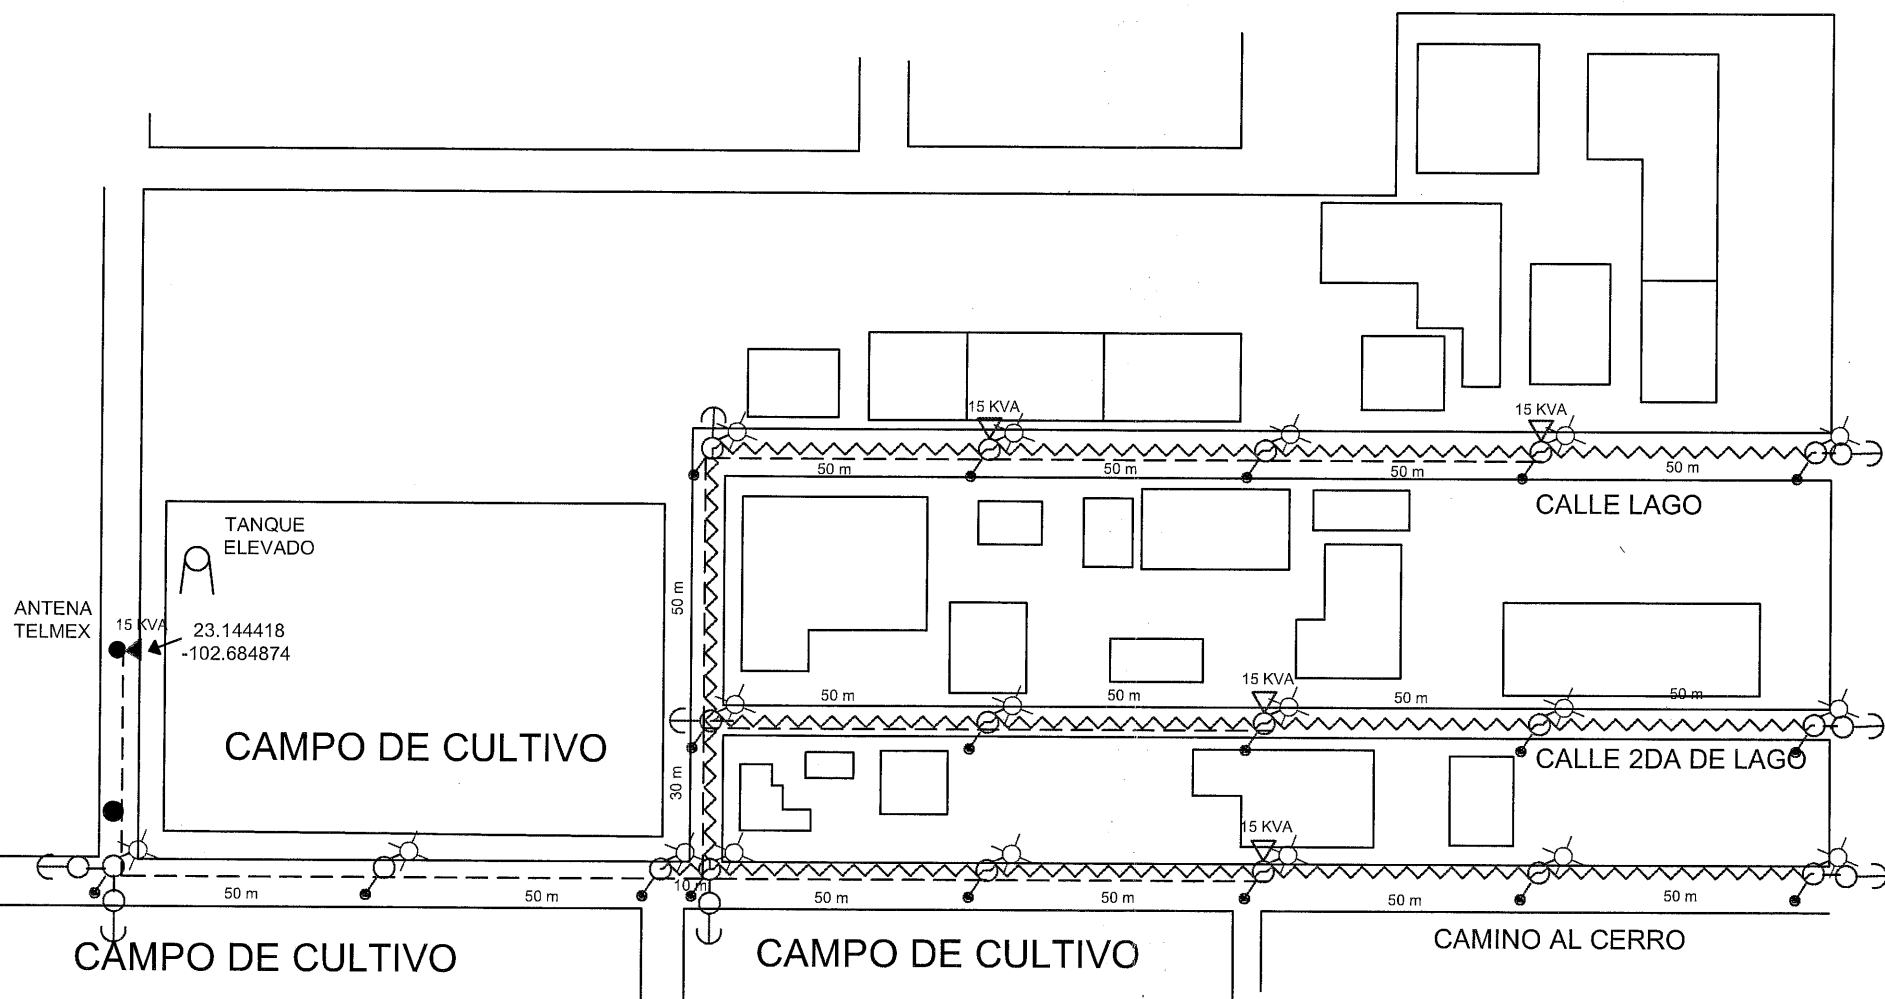 15 KVA
15 KVA
50 m
50 m
50 m
50 m
CALLE LAGO
TANQUE
ELEVADO
ANTENA
TELMEX
15 KVA
23.144418
-102.684874
50 m
15 KVA
50 m
50 m
50 m
50 m
CAMPO DE CULTIVO
CALLE 2DA DE LAGO
30 m
15 KVA
50 m
50 m
10 m
50 m
50 m
50 m
50 m
CAMPO DE CULTIVO
CAMPO DE CULTIVO
CAMINO AL CERRO